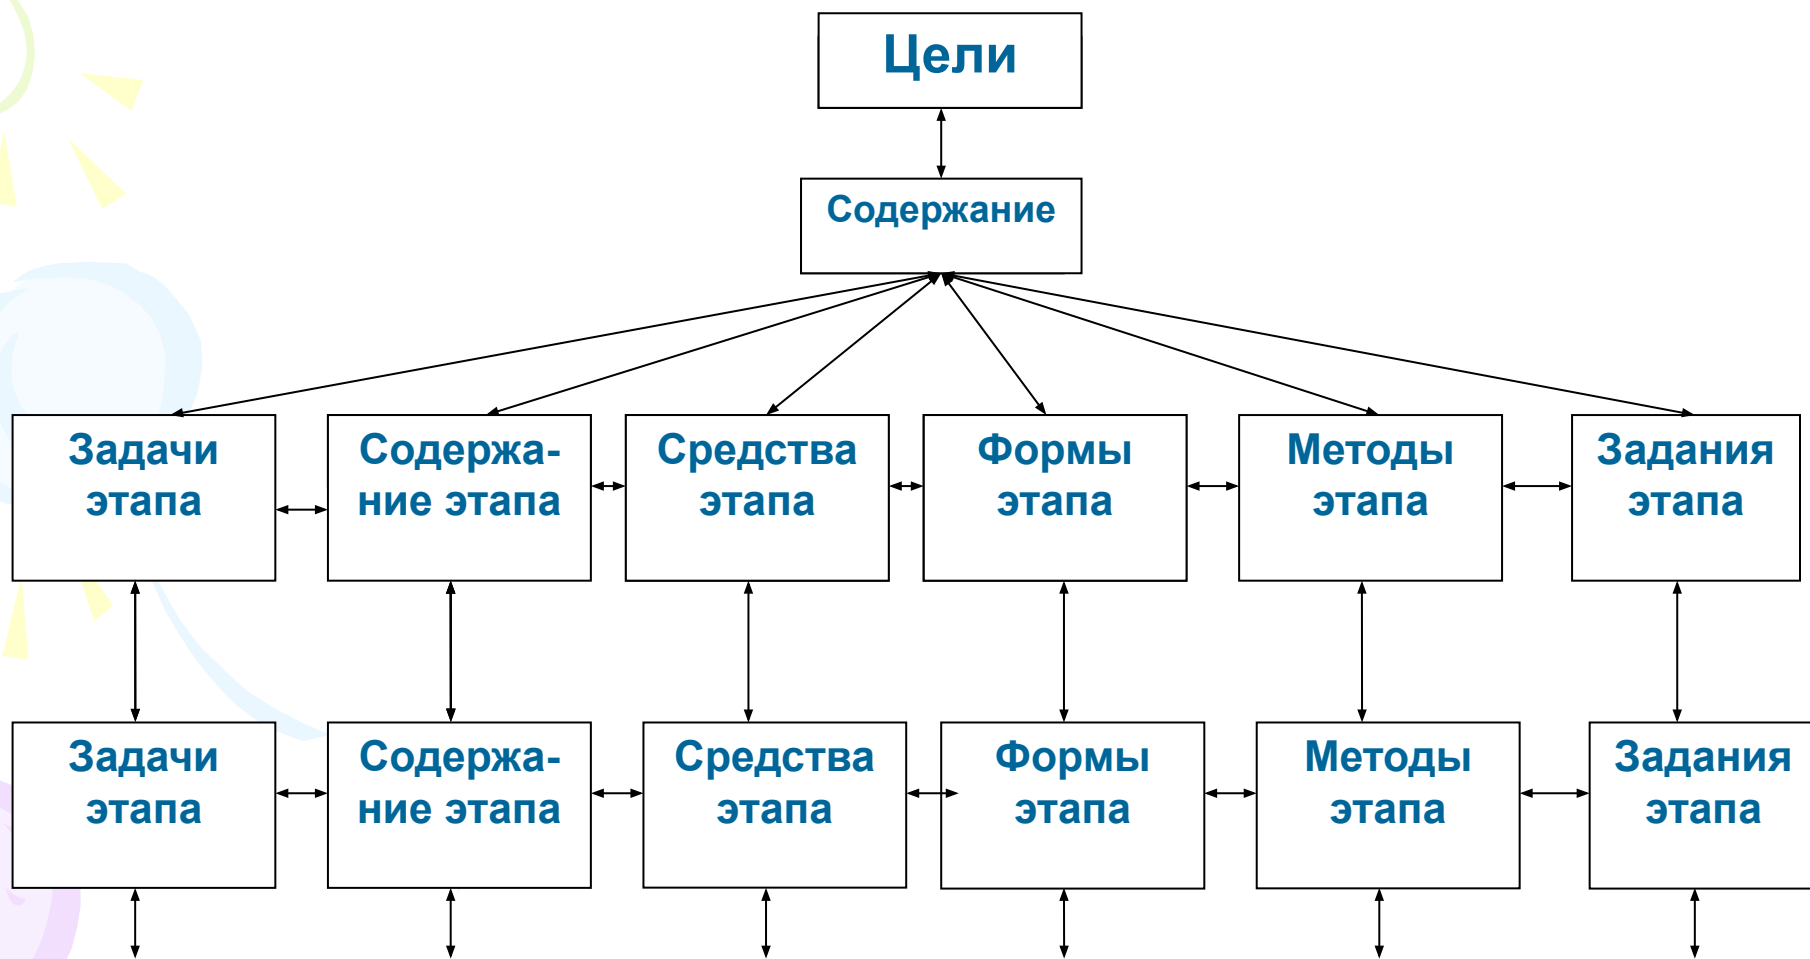 Цели
Содержание
Задачи
этапа
Содержа-
ние этапа
Средства
этапа
Формы
этапа
Методы
этапа
Задания
этапа
Задачи
этапа
Содержа-
ние этапа
Средства
этапа
Формы
этапа
Методы
этапа
Задания
этапа